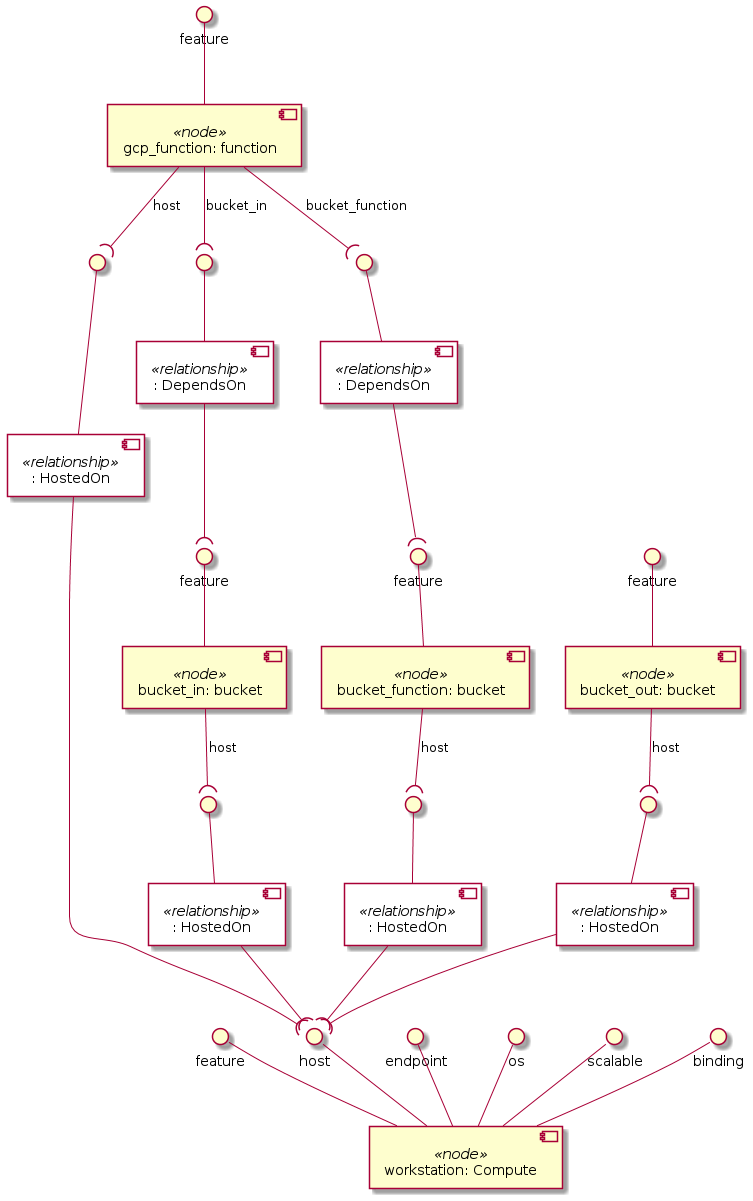 feature
«node»
gcp_function: function
host
bucket_in
bucket_function
«relationship»
: DependsOn
«relationship»
: DependsOn
«relationship»
: HostedOn
feature
feature
feature
«node»
bucket_in: bucket
«node»
bucket_function: bucket
«node»
bucket_out: bucket
host
host
host
«relationship»
: HostedOn
«relationship»
: HostedOn
«relationship»
: HostedOn
feature
host
endpoint
os
scalable
binding
«node»
workstation: Compute